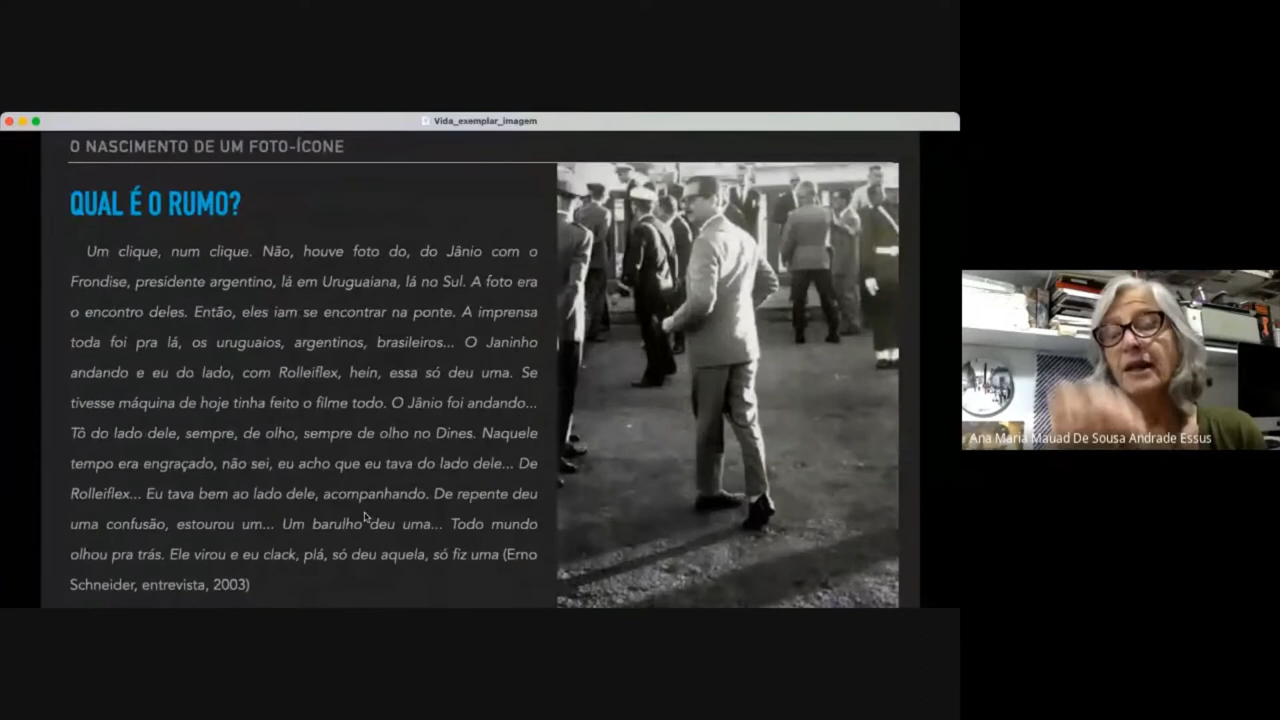 Vida_exemplar_imagem
O NASCIMENTO DE UM FOTO-ÍCONE
QUAL É O RUMO?
Um clique, num clique. Não, houve foto do, do Jânio com o
Frondise, presidente argentino, lá em Uruguaiana, lá no Sul. A foto era
o encontro deles. Então, eles iam se encontrar na ponte. A imprensa
toda foi pra lá, os uruguaios, argentinos, brasileiros... O Janinho
andando e eu do lado, com Rolleiflex, hein, essa só deu uma. Se
tivesse máquina de hoje tinha feito o filme todo. O Jânio foi andando...
Tô do lado dele, sempre, de olho, sempre de olho no Dines. Naquele
tempo era engraçado, não sei, eu acho que eu tava do lado dele... De
Rolleiflex... Eu tava bem ao lado dele, acompanhando. De repente deu
uma confusão, estourou um... Um barulho deu uma... Todo mundo
olhou pra trás. Ele virou e eu clack, plá, só deu aquela, só fiz uma (Erno
Schneider, entrevista, 2003)
Ana Maria Mauad De Sousa Andrade Essus